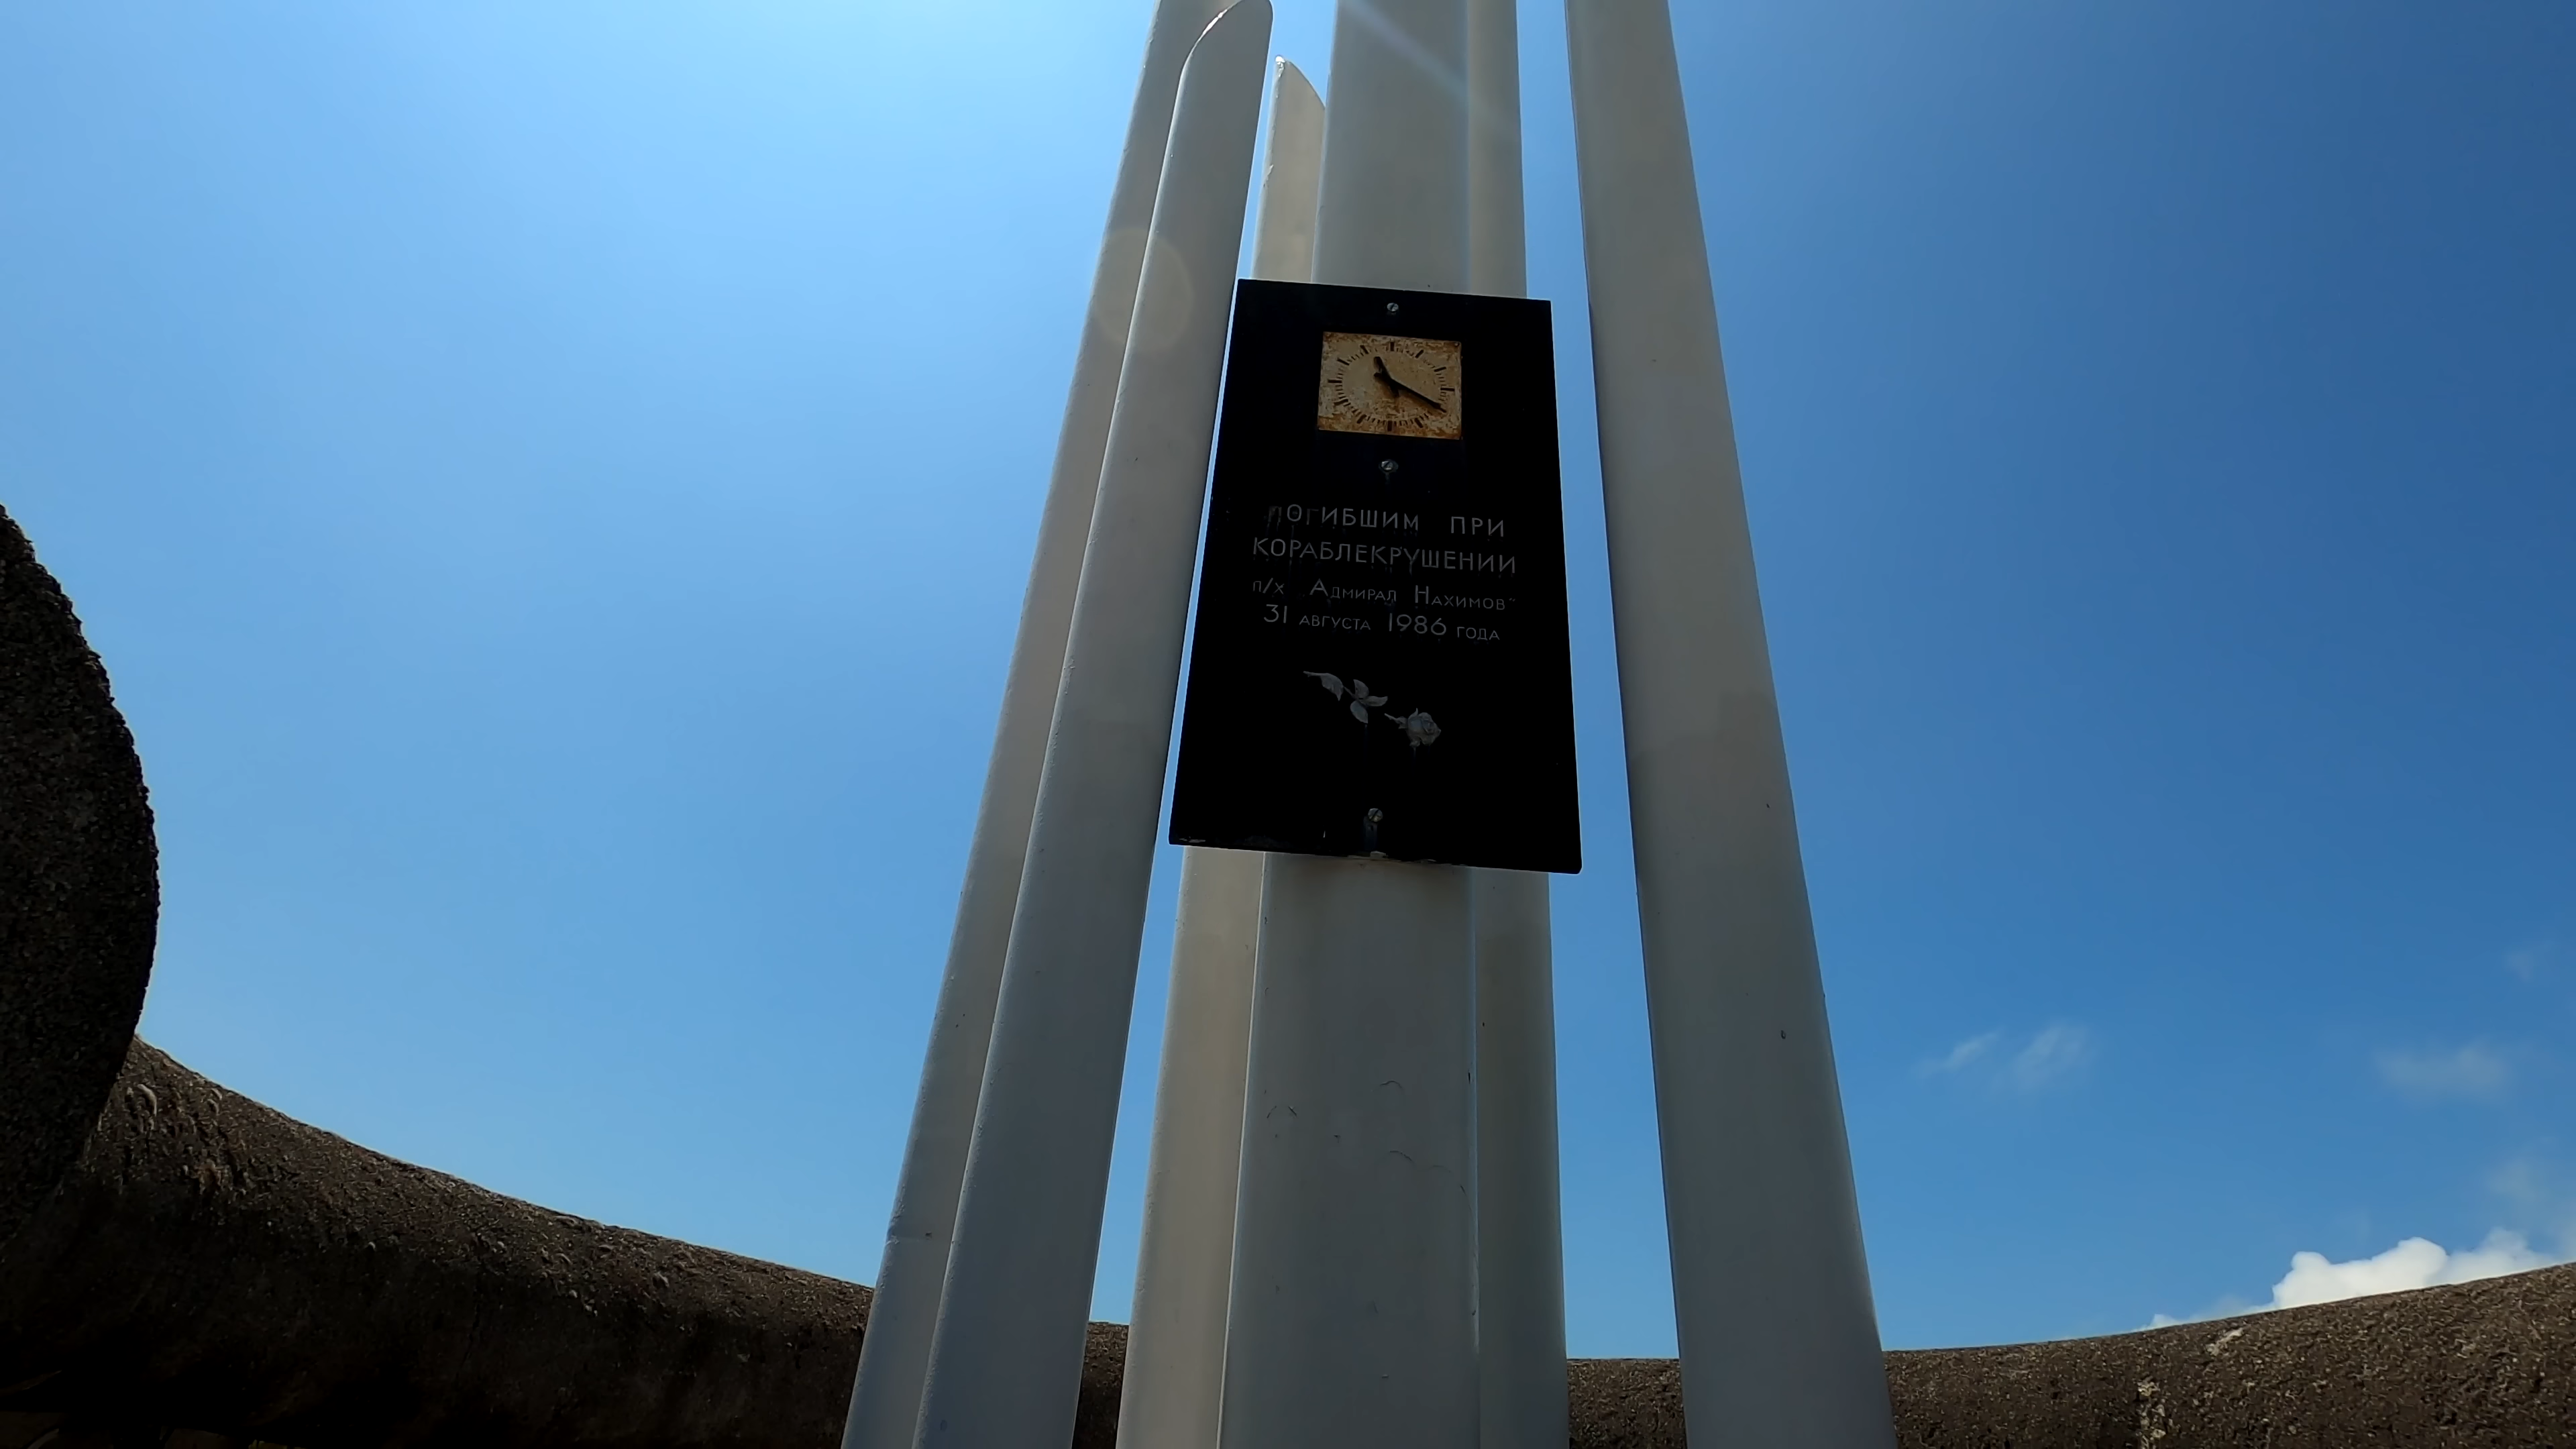 ПОГИБШИМ ПРИ
КОРАБЛЕКРУШЕНИИ
п/х „Адмирал Нахимов"
31 АВГУСТА 1986 ГОДА